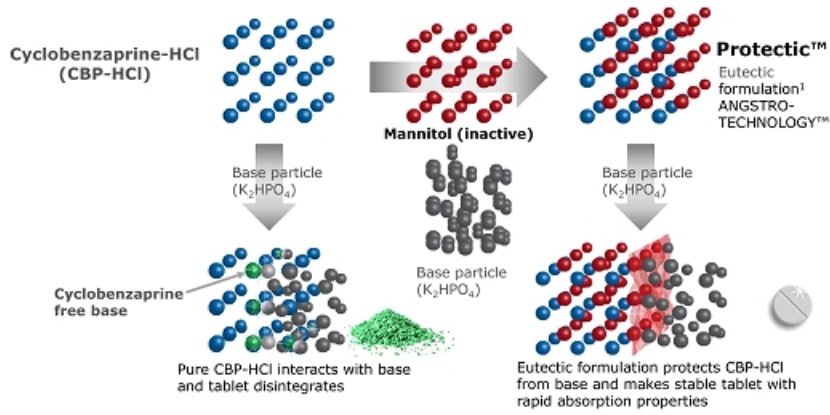 Cyclobenzaprine-HCl
(CBP-HCl)
Mannitol (inactive)
Protectic™
Eutectic
formulation¹
ANGSTRO-
TECHNOLOGY™
Base particle
(K₂HPO₄)
Base particle
(K₂HPO₄)
Base particle
(K₂HPO₄)
Cyclobenzaprine
free base
Pure CBP-HCl interacts with base
and tablet disintegrates
Eutectic formulation protects CBP-HCl
from base and makes stable tablet with
rapid absorption properties